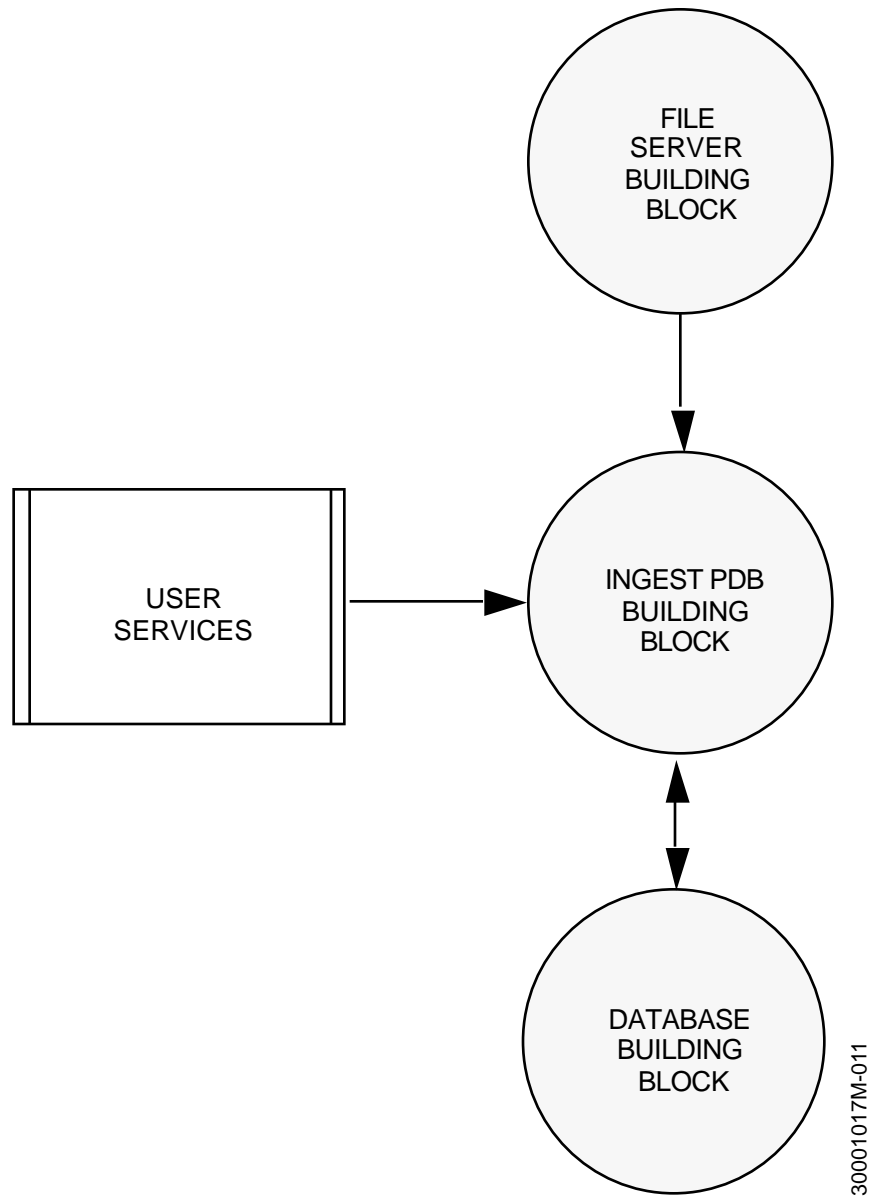 FILE
SERVER
BUILDING
BLOCK
USER
SERVICES
INGEST PDB
BUILDING
BLOCK
DATABASE
BUILDING
BLOCK
30001017M-011